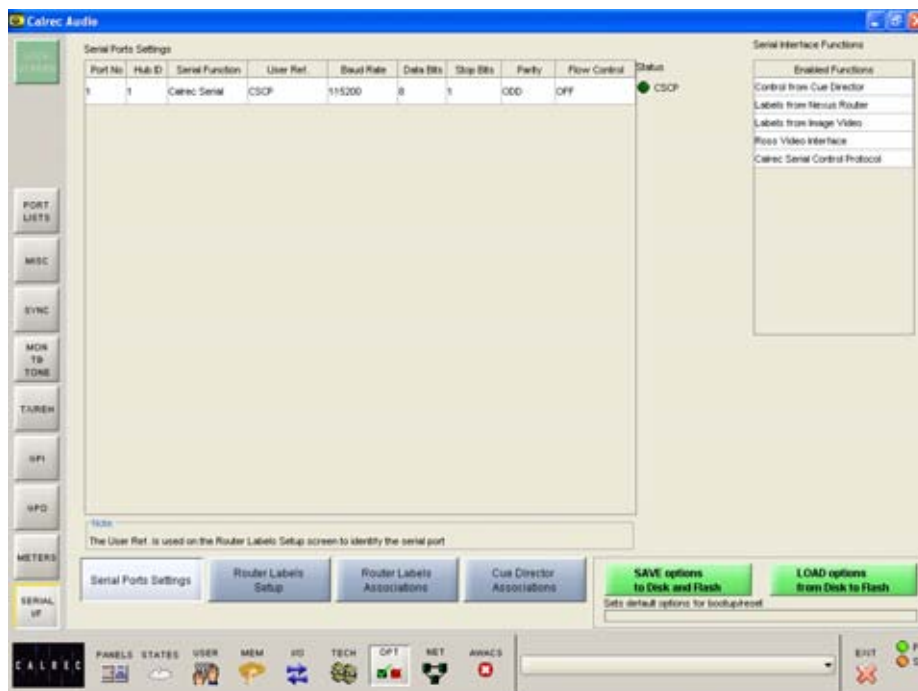 Calrec Audio
Serial Ports Settings
Port No Hub ID Serial Function User Ref. Baud Rate Data Bits Stop Bits Parity Flow Control
1 1 Calrec Serial CSCP 115200 8 1 ODD OFF
Status
CSCP
Serial Interface Functions
Enabled Functions
Control from Cue Director
Labels from Nexus Router
Labels from Image Video
Ross Video Interface
Calrec Serial Control Protocol
PORT
LISTS
MISC
SYNC
MON
TB
TONE
TX/REH
GPI
GPO
METERS
SERIAL
I/F
Note
The User Ref. is used on the Router Labels Setup screen to identify the serial port
Serial Ports Settings
Router Labels
Setup
Router Labels
Associations
Cue Director
Associations
SAVE options
to Disk and Flash
LOAD options
from Disk to Flash
Sets default options for bootup/reset
CALREC
PANELS STATES USER MEM I/O TECH OPT NET AWACS
EXIT